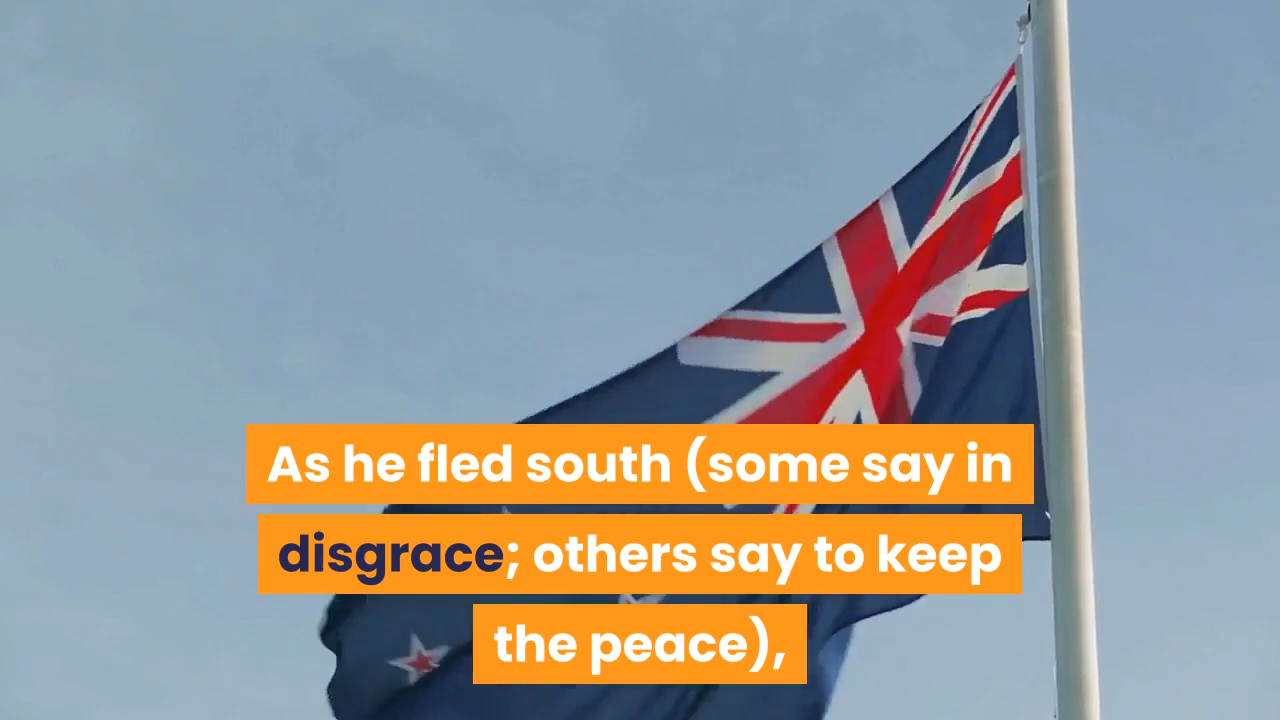 As he fled south (some say in
disgrace; others say to keep
the peace),